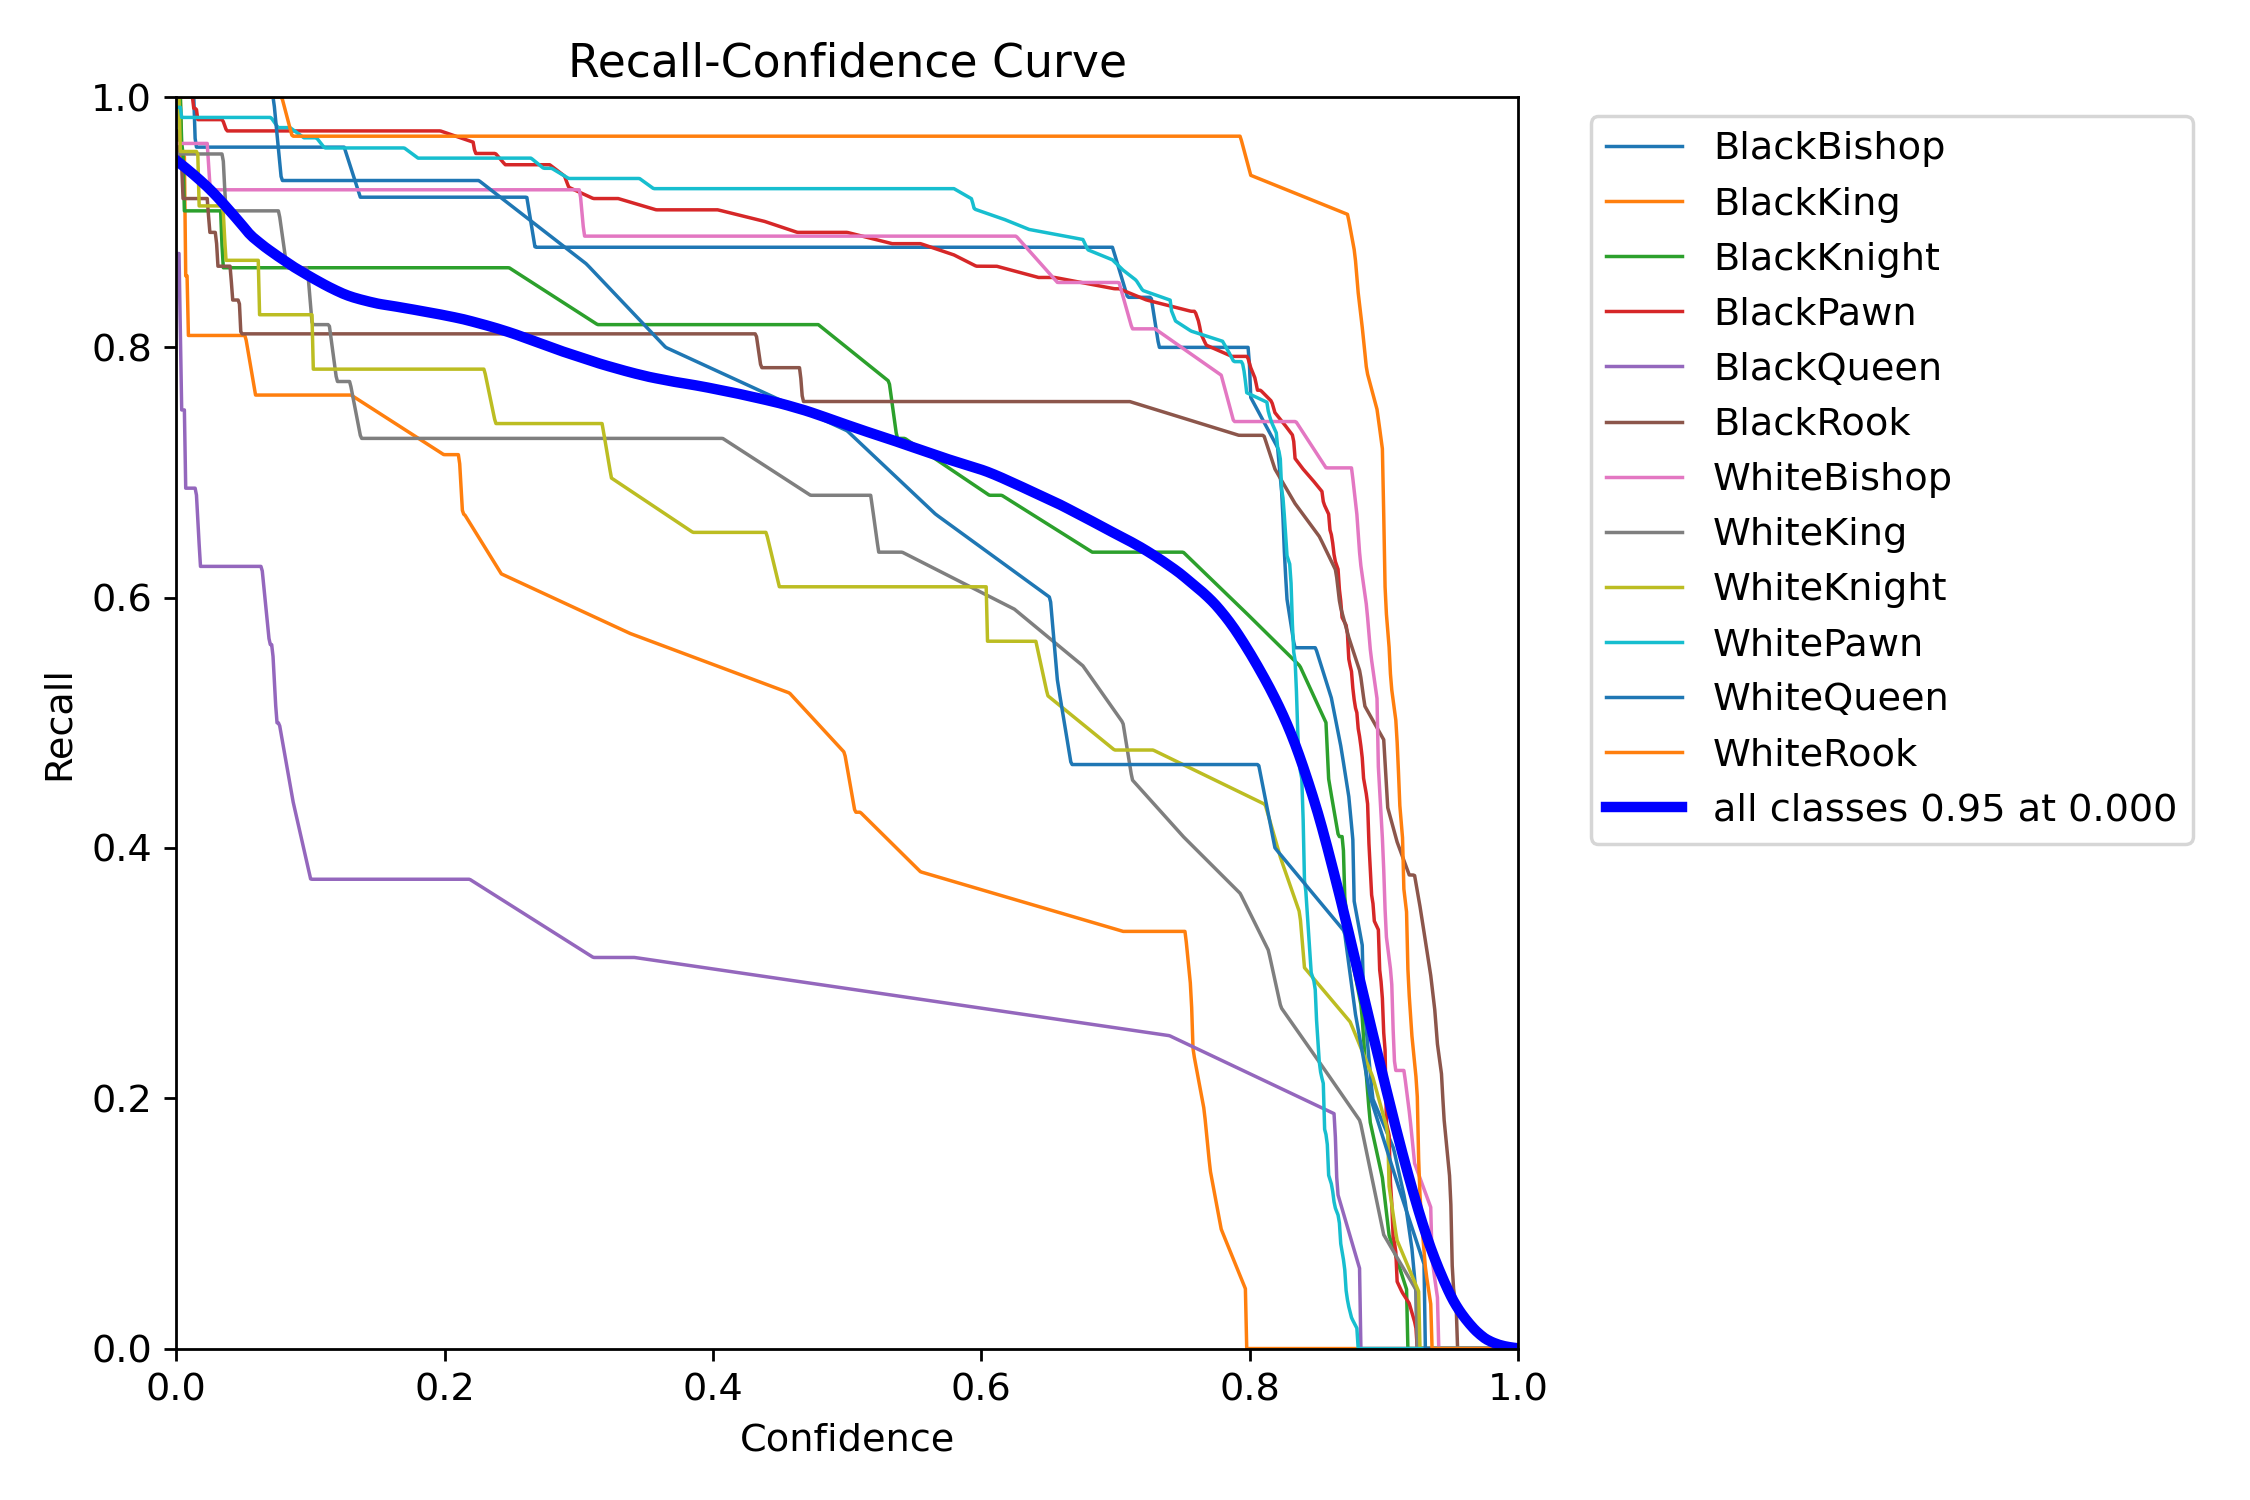 Recall-Confidence Curve
1.0
0.8
0.6
0.4
0.2
0.0
Recall
0.0 0.2 0.4 0.6 0.8 1.0
Confidence
BlackBishop
BlackKing
BlackKnight
BlackPawn
BlackQueen
BlackRook
WhiteBishop
WhiteKing
WhiteKnight
WhitePawn
WhiteQueen
WhiteRook
all classes 0.95 at 0.000